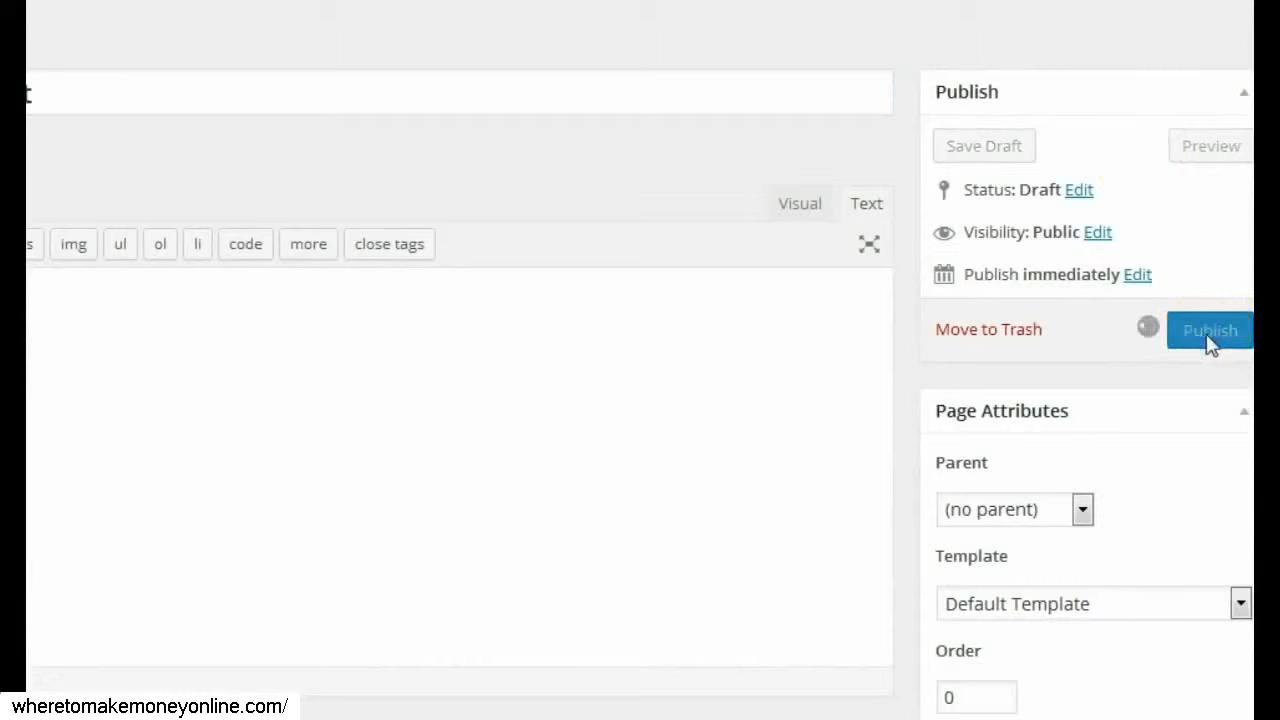 t
Publish
Save Draft
Preview
Status: Draft Edit
Visual
Text
Visibility: Public Edit
s
img
ul
ol
li
code
more
close tags
Publish immediately Edit
Move to Trash
Publish
Page Attributes
Parent
(no parent)
Template
Default Template
Order
0
wheretomakemoneyonline.com/